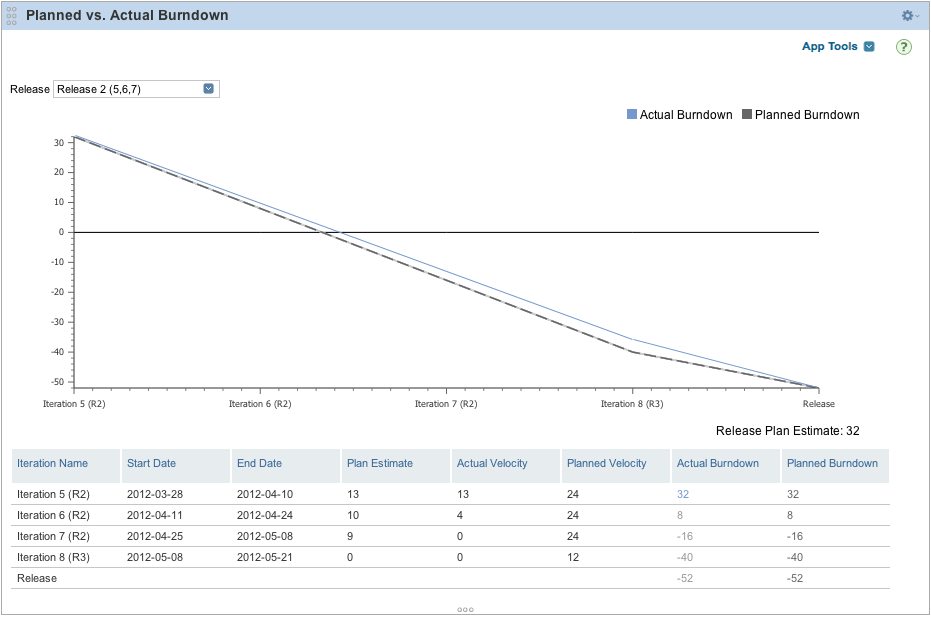 Planned vs. Actual Burndown
App Tools ?
Release Release 2 (5,6,7)
Actual Burndown Planned Burndown
30
20
10
0
-10
-20
-30
-40
-50
Iteration 5 (R2) Iteration 6 (R2) Iteration 7 (R2) Iteration 8 (R3) Release
Release Plan Estimate: 32
Iteration Name Start Date End Date Plan Estimate Actual Velocity Planned Velocity Actual Burndown Planned Burndown
Iteration 5 (R2) 2012-03-28 2012-04-10 13 13 24 32 32
Iteration 6 (R2) 2012-04-11 2012-04-24 10 4 24 8 8
Iteration 7 (R2) 2012-04-25 2012-05-08 9 0 24 -16 -16
Iteration 8 (R3) 2012-05-08 2012-05-21 0 0 12 -40 -40
Release -52 -52